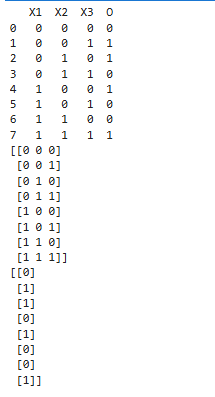 X1 X2 X3 O
0 0 0 0 0
1 0 0 1 1
2 0 1 0 1
3 0 1 1 0
4 1 0 0 1
5 1 0 1 0
6 1 1 0 0
7 1 1 1 1
[[0 0 0]
[0 0 1]
[0 1 0]
[0 1 1]
[1 0 0]
[1 0 1]
[1 1 0]
[1 1 1]]
[[0]
[1]
[1]
[0]
[1]
[0]
[0]
[1]]